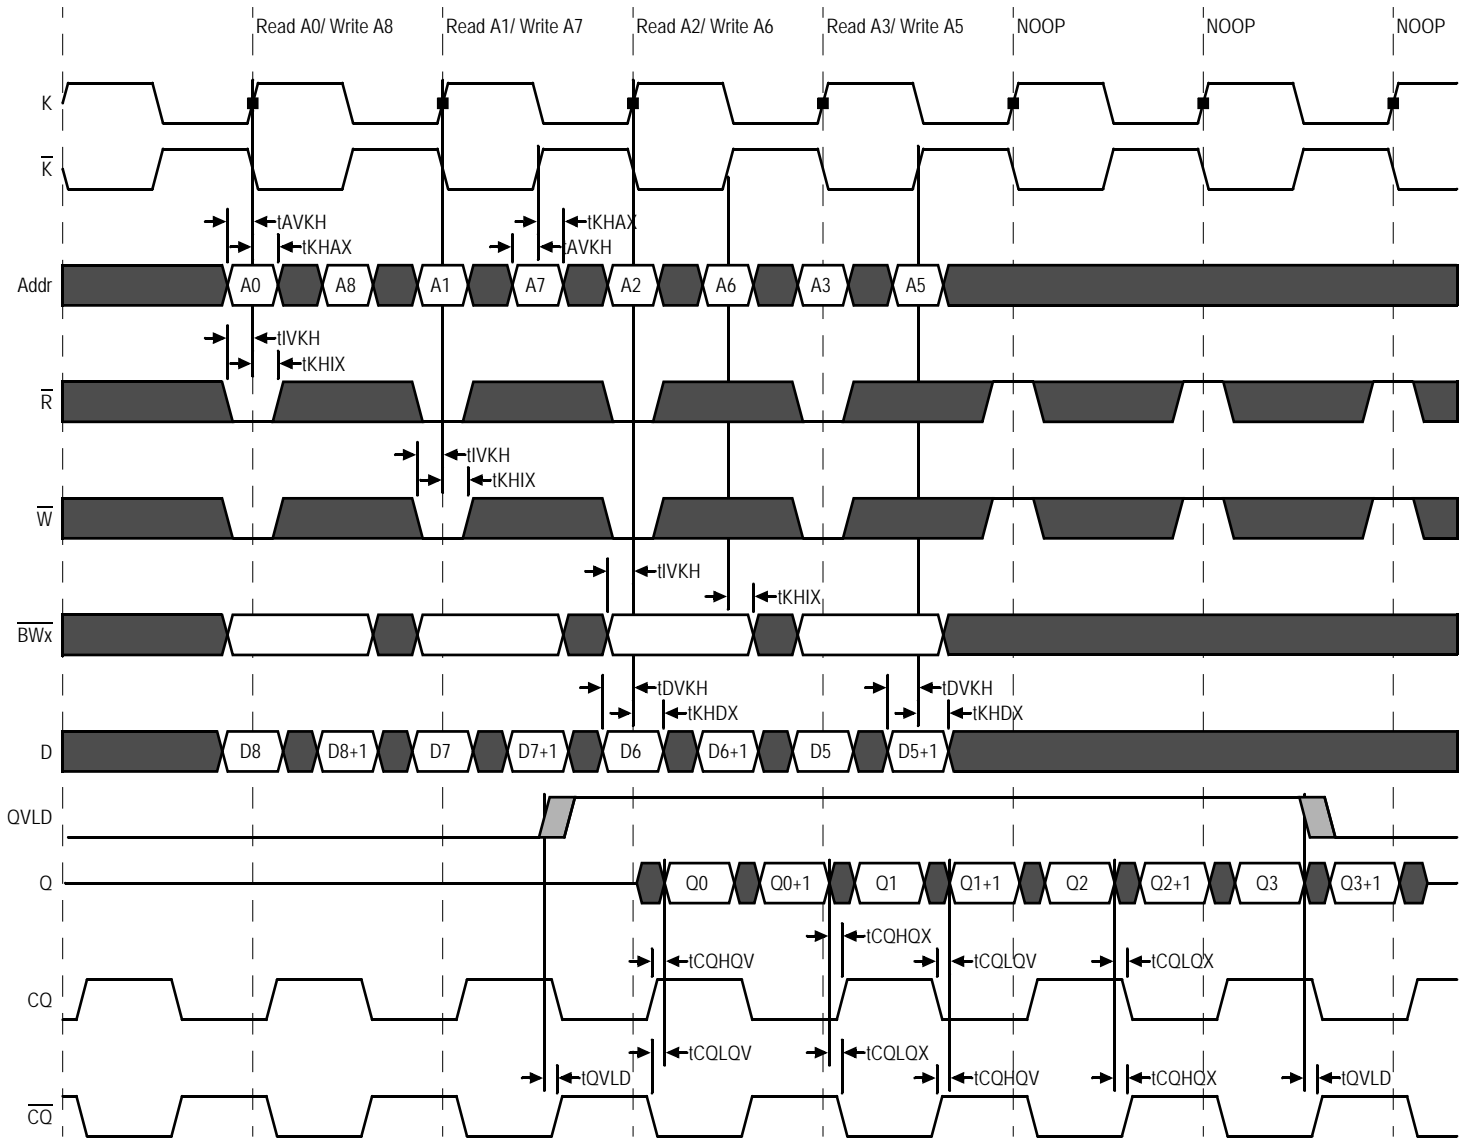 Read A0/ Write A8 Read A1/ Write A7 Read A2/ Write A6 Read A3/ Write A5 NOOP NOOP NOOP
K
K̅
tAVKH tKHAX
tKHAX tAVKH
Addr A0 A8 A1 A7 A2 A6 A3 A5
tIVKH
tKHIX
R̅
tIVKH
tKHIX
W̅
tIVKH
tKHIX
B̅W̅x̅
tDVKH tDVKH
tKHDX tKHDX
D D8 D8+1 D7 D7+1 D6 D6+1 D5 D5+1
QVLD
Q Q0 Q0+1 Q1 Q1+1 Q2 Q2+1 Q3 Q3+1
tCQHQX
tCQHQV tCQLQV tCQLQX
CQ
tCQLQV tCQLQX
tQVLD tCQHQV tCQHQX tQVLD
C̅Q̅